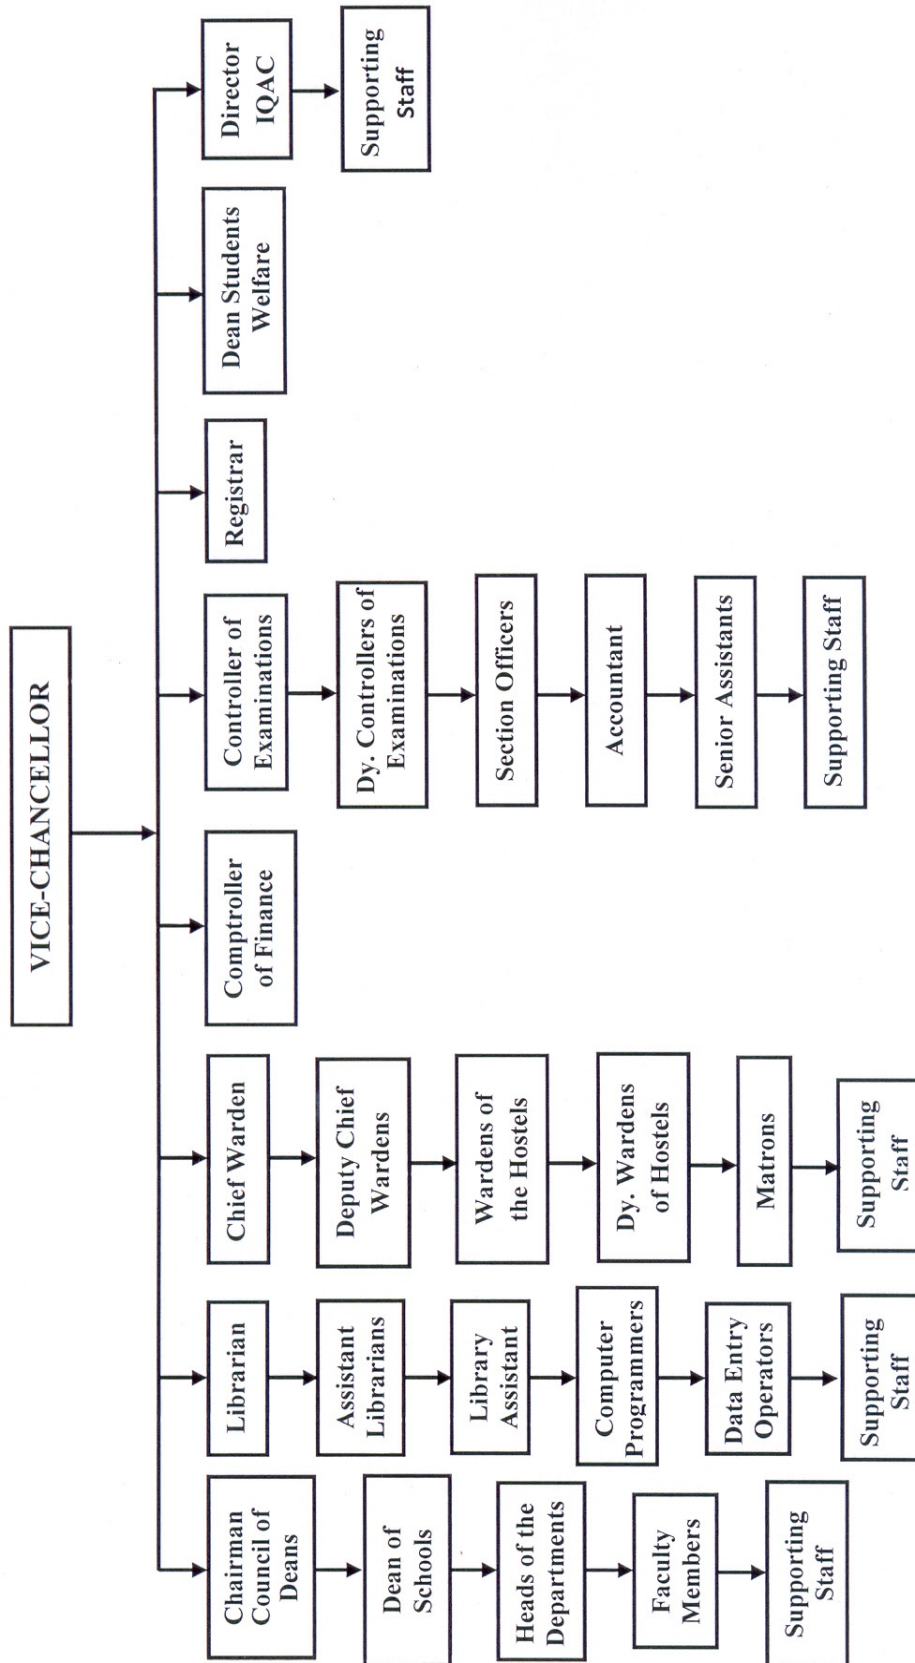 VICE-CHANCELLOR
Chairman
Council of
Deans
Librarian
Chief Warden
Comptroller
of Finance
Controller of
Examinations
Registrar
Dean Students
Welfare
Director
IQAC
Dean of
Schools
Assistant
Librarians
Deputy Chief
Wardens
Dy. Controllers of
Examinations
Supporting
Staff
Heads of the
Departments
Library
Assistant
Wardens of
the Hostels
Section Officers
Faculty
Members
Computer
Programmers
Dy. Wardens
of Hostels
Accountant
Supporting
Staff
Data Entry
Operators
Matrons
Senior Assistants
Supporting
Staff
Supporting
Staff
Supporting Staff